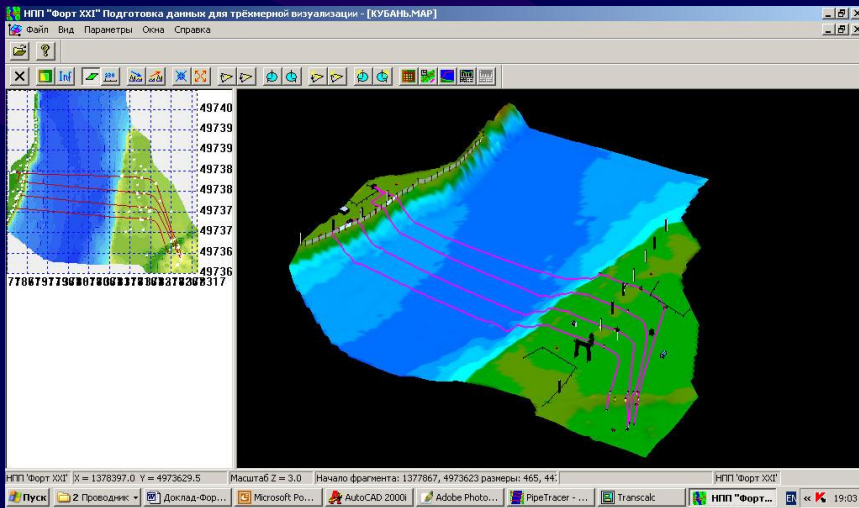 НПП "Форт XXI" Подготовка данных для трёхмерной визуализации - [КУБАНЬ.MAP]
Файл Вид Параметры Окна Справка
Inf
49740
49739
49739
49738
49738
49737
49737
49736
49736
НПП 'Форт XXI' X = 1378397.0 Y = 4973629.5 Масштаб Z = 3.0 Начало фрагмента: 1377867, 4973623 размеры: 465, 44 НПП 'Форт XXI'
Пуск 2 Проводник Доклад-Фор... Microsoft Po... AutoCAD 2000i Adobe Photo... PipeTracer - ... Transcalc НПП "Форт... EN « 19:03